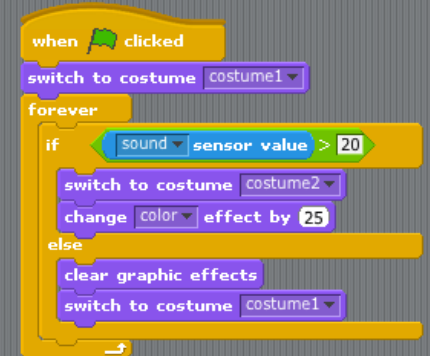 when clicked
switch to costume costume1
forever
if sound sensor value > 20
switch to costume costume2
change color effect by 25
else
clear graphic effects
switch to costume costume1